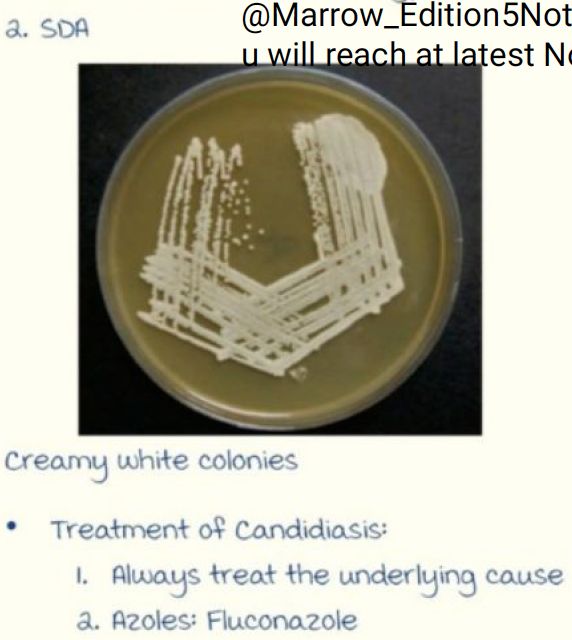 @Marrow_Edition5Not
2. SDA
u will reach at latest No
Creamy white colonies
• Treatment of Candidiasis:
1. Always treat the underlying cause
2. Azoles: Fluconazole